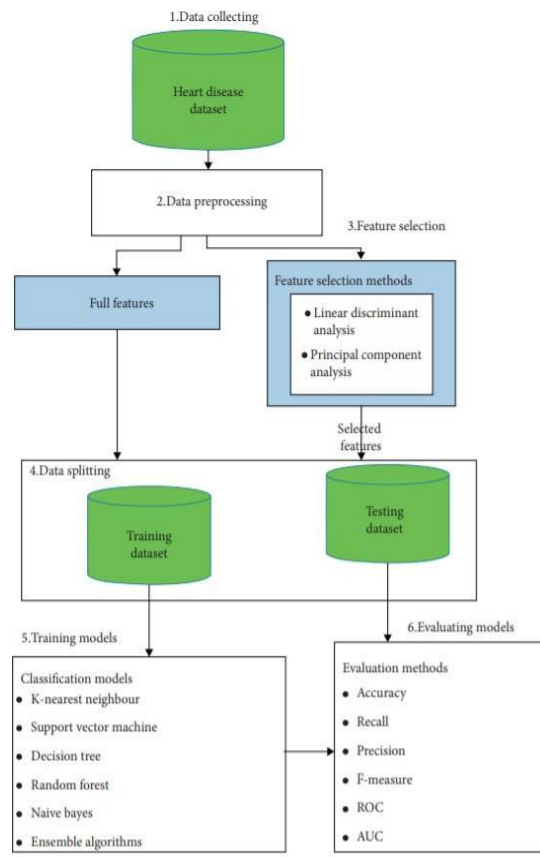 1.Data collecting
Heart disease
dataset
2.Data preprocessing
3.Feature selection
Full features
Feature selection methods
● Linear discriminant
analysis
● Principal component
analysis
Selected
features
4.Data splitting
Training
dataset
Testing
dataset
5.Training models
6.Evaluating models
Classification models
● K-nearest neighbour
● Support vector machine
● Decision tree
● Random forest
● Naive bayes
● Ensemble algorithms
Evaluation methods
● Accuracy
● Recall
● Precision
● F-measure
● ROC
● AUC